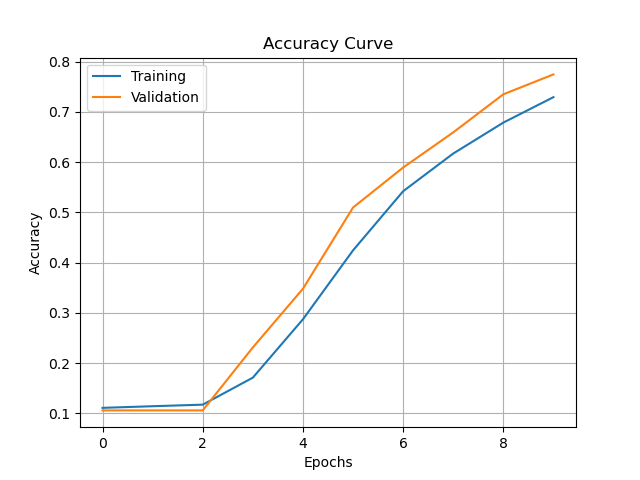 Accuracy Curve
Training
Validation
0.8
0.7
0.6
0.5
0.4
0.3
0.2
0.1
Accuracy
0 2 4 6 8
Epochs